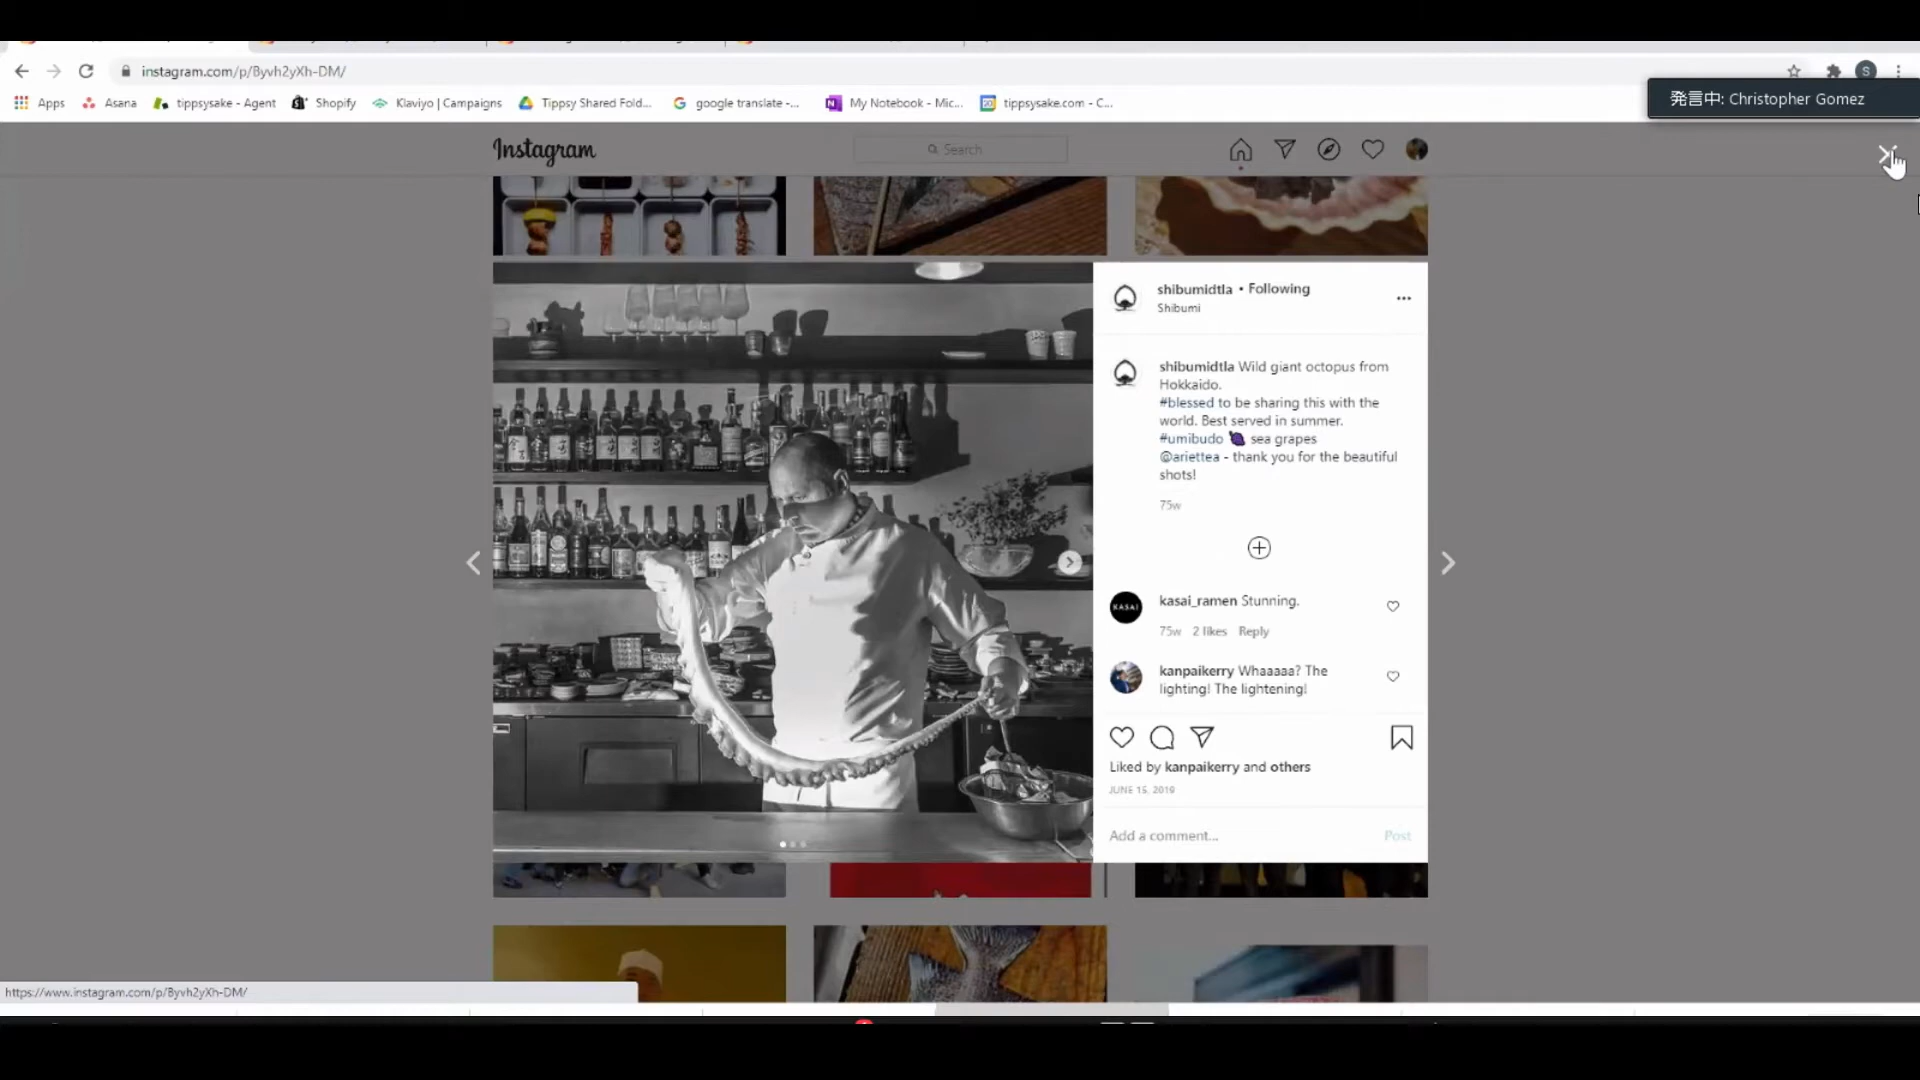 instagram.com/p/Byvh2yXh-DM/
S
Apps
Asana
tippsysake - Agent
Shopify
Klaviyo | Campaigns
Tippsy Shared Fold...
google translate -...
My Notebook - Mic...
tippsysake.com - C...
発言中: Christopher Gomez
Instagram
Search
shibumidtla • Following
Shibumi
shibumidtla Wild giant octopus from
Hokkaido.
#blessed to be sharing this with the
world. Best served in summer.
#umibudo 🍇 sea grapes
@ariettea - thank you for the beautiful
shots!
75w
KASAI
kasai_ramen Stunning.
75w 2 likes Reply
kanpaikerry Whaaaaa? The
lighting! The lightening!
Liked by kanpaikerry and others
JUNE 15, 2019
Add a comment...
Post
https://www.instagram.com/p/Byvh2yXh-DM/